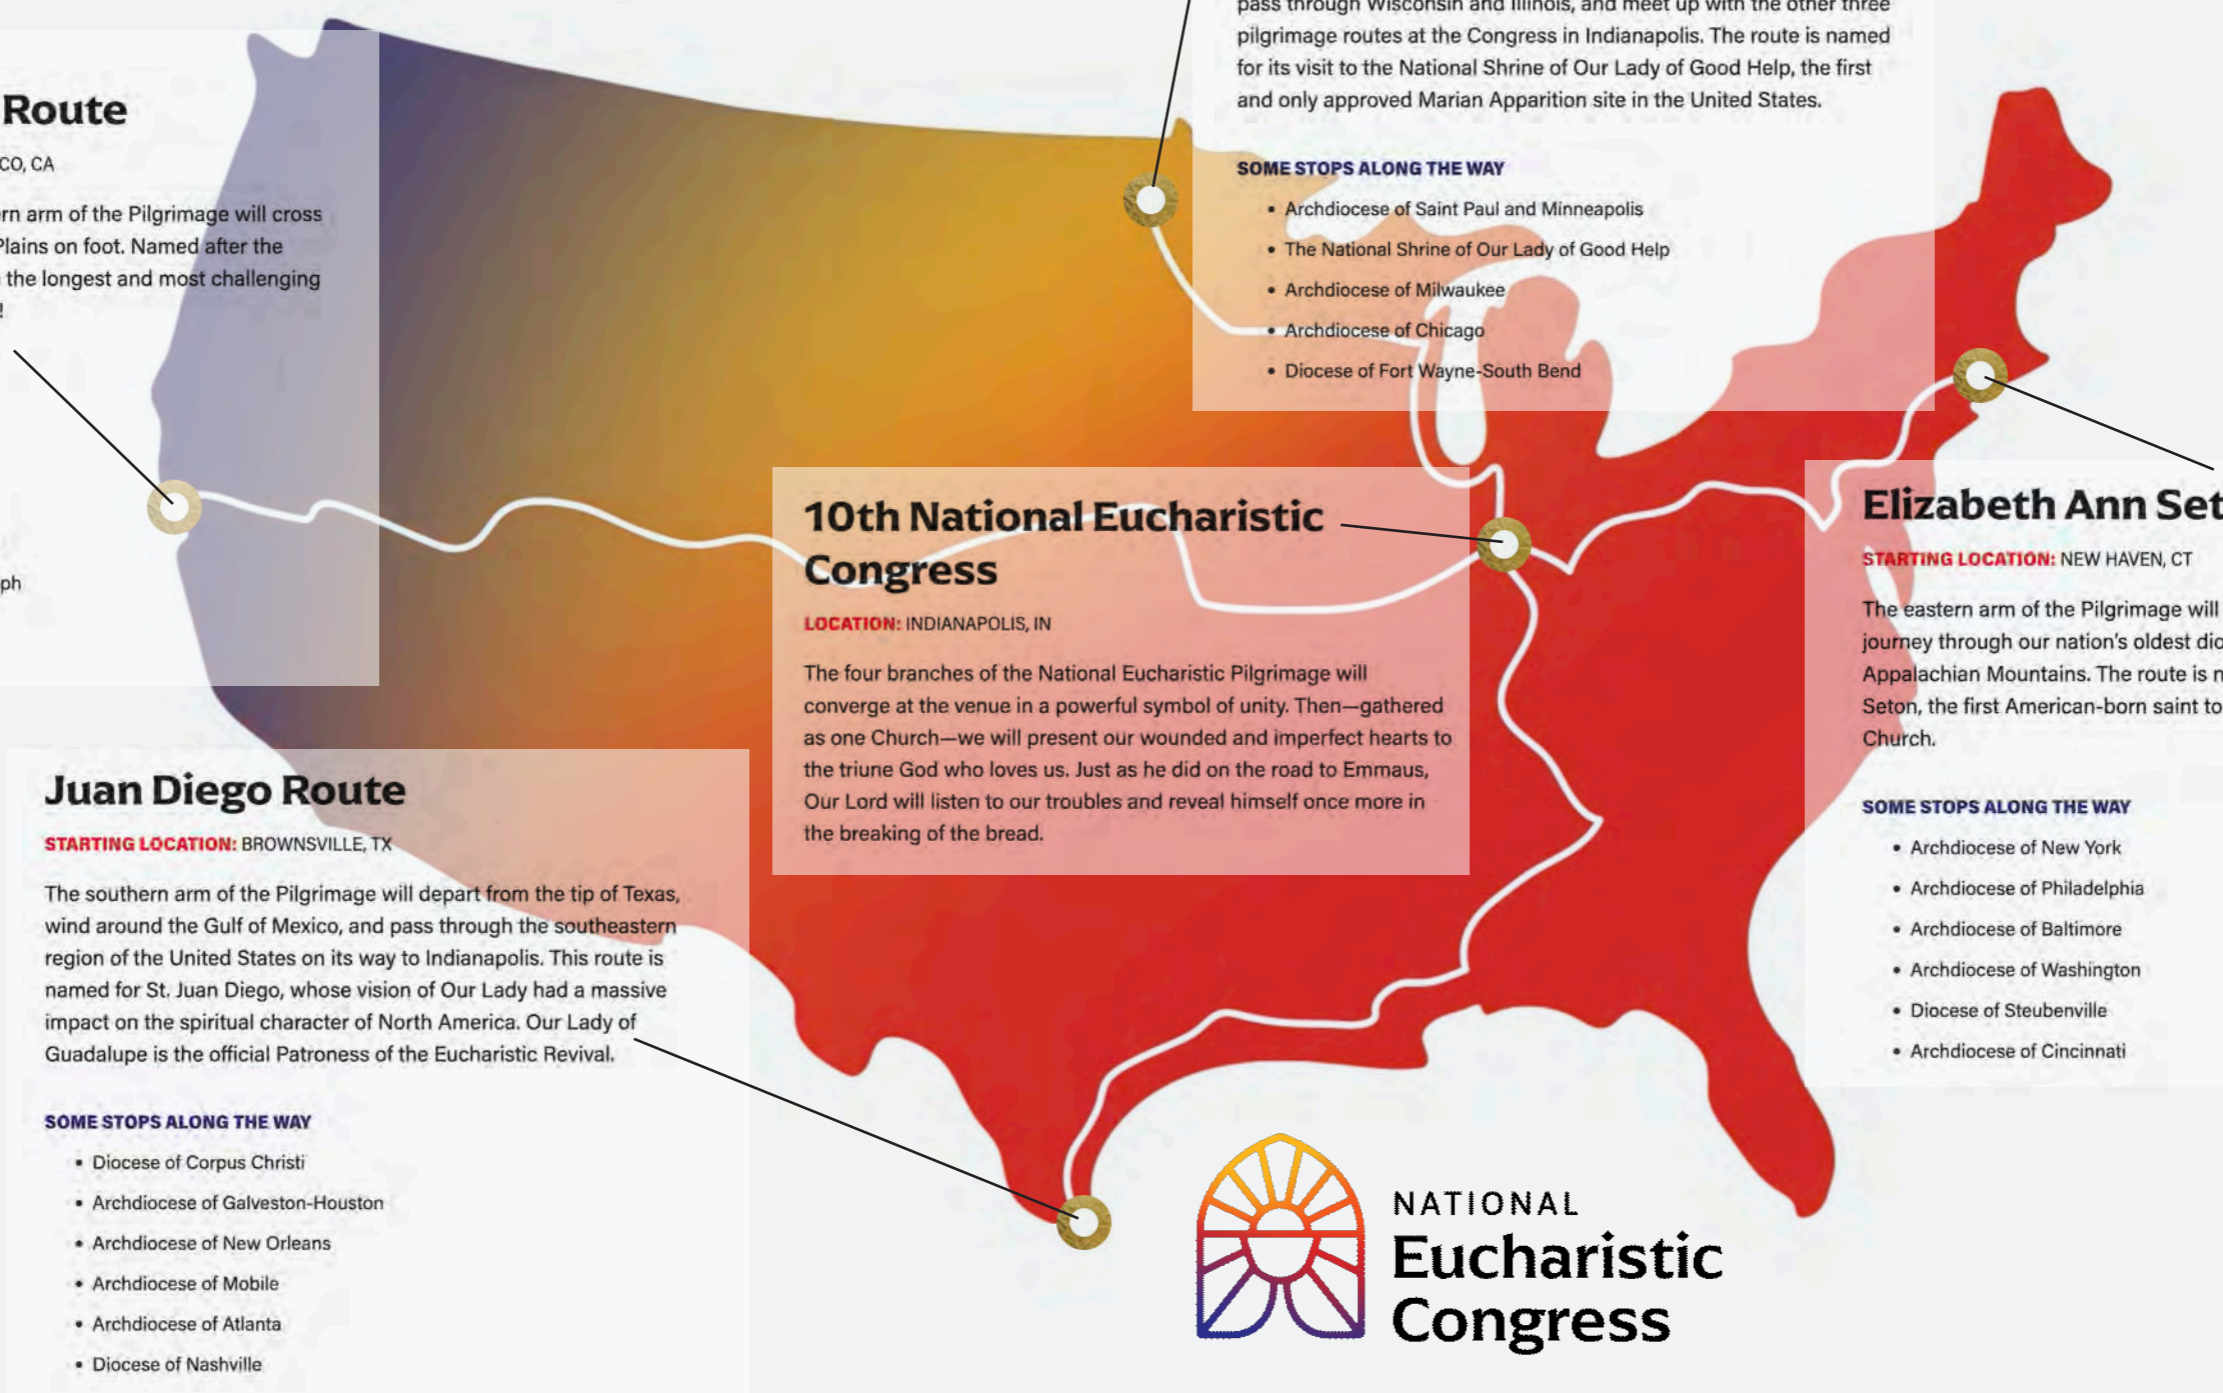 Route
CO, CA
rn arm of the Pilgrimage will cross
Plains on foot. Named after the
the longest and most challenging
!
ph
pass through Wisconsin and Illinois, and meet up with the other three
pilgrimage routes at the Congress in Indianapolis. The route is named
for its visit to the National Shrine of Our Lady of Good Help, the first
and only approved Marian Apparition site in the United States.
SOME STOPS ALONG THE WAY
• Archdiocese of Saint Paul and Minneapolis
• The National Shrine of Our Lady of Good Help
• Archdiocese of Milwaukee
• Archdiocese of Chicago
• Diocese of Fort Wayne-South Bend
10th National Eucharistic
Congress
LOCATION: INDIANAPOLIS, IN
The four branches of the National Eucharistic Pilgrimage will
converge at the venue in a powerful symbol of unity. Then—gathered
as one Church—we will present our wounded and imperfect hearts to
the triune God who loves us. Just as he did on the road to Emmaus,
Our Lord will listen to our troubles and reveal himself once more in
the breaking of the bread.
Elizabeth Ann Set
STARTING LOCATION: NEW HAVEN, CT
The eastern arm of the Pilgrimage will
journey through our nation's oldest dio
Appalachian Mountains. The route is n
Seton, the first American-born saint to
Church.
SOME STOPS ALONG THE WAY
• Archdiocese of New York
• Archdiocese of Philadelphia
• Archdiocese of Baltimore
• Archdiocese of Washington
• Diocese of Steubenville
• Archdiocese of Cincinnati
Juan Diego Route
STARTING LOCATION: BROWNSVILLE, TX
The southern arm of the Pilgrimage will depart from the tip of Texas,
wind around the Gulf of Mexico, and pass through the southeastern
region of the United States on its way to Indianapolis. This route is
named for St. Juan Diego, whose vision of Our Lady had a massive
impact on the spiritual character of North America. Our Lady of
Guadalupe is the official Patroness of the Eucharistic Revival.
SOME STOPS ALONG THE WAY
• Diocese of Corpus Christi
• Archdiocese of Galveston-Houston
• Archdiocese of New Orleans
• Archdiocese of Mobile
• Archdiocese of Atlanta
• Diocese of Nashville
NATIONAL
Eucharistic
Congress